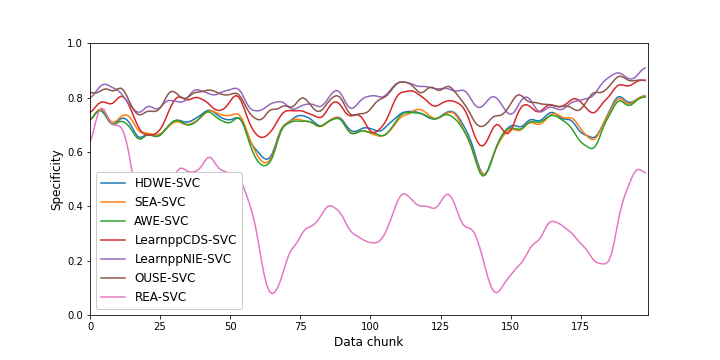 1.0
0.8
0.6
0.4
0.2
0.0
Specificity
HDWE-SVC
SEA-SVC
AWE-SVC
LearnppCDS-SVC
LearnppNIE-SVC
OUSE-SVC
REA-SVC
0 25 50 75 100 125 150 175
Data chunk